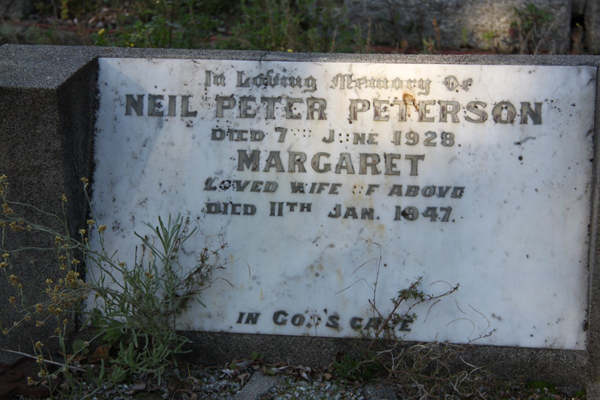 In Loving Memory Of
NEIL PETER PETERSON
DIED 7TH JUNE 1928.
MARGARET
LOVED WIFE OF ABOVE
DIED 11TH JAN. 1947.
IN GOD'S CARE